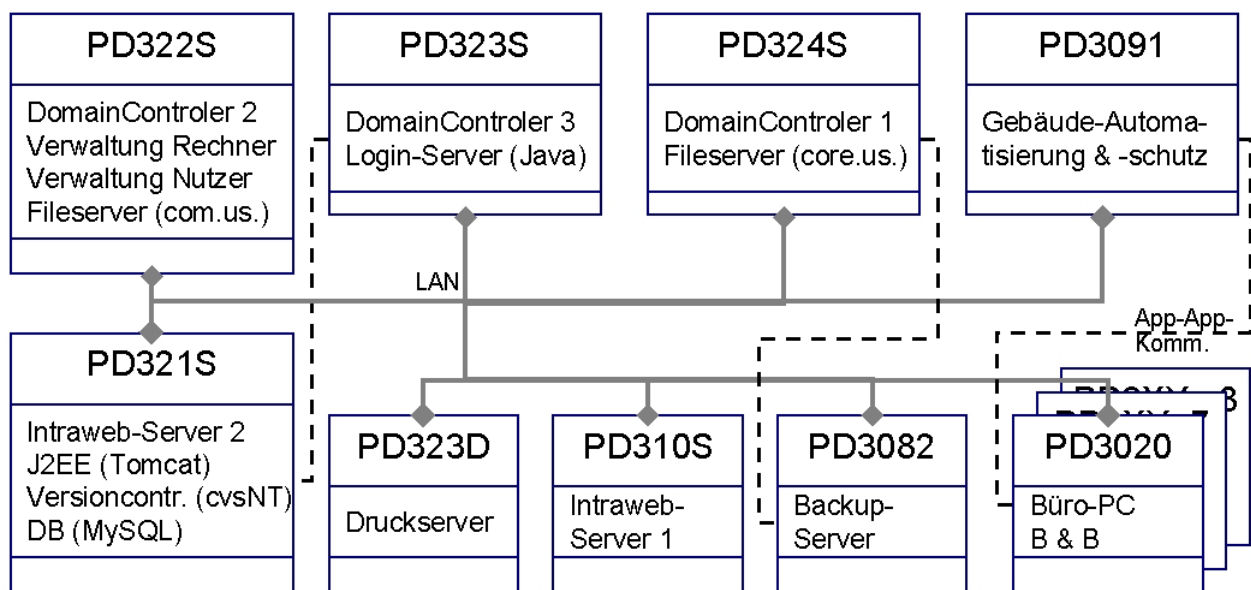 PD322S
DomainControler 2
Verwaltung Rechner
Verwaltung Nutzer
Fileserver (com.us.)
PD323S
DomainControler 3
Login-Server (Java)
PD324S
DomainControler 1
Fileserver (core.us.)
PD3091
Gebäude-Automa-
tisierung & -schutz
LAN
App-App-
Komm.
PD321S
Intraweb-Server 2
J2EE (Tomcat)
Versioncontr. (cvsNT)
DB (MySQL)
PD323D
Druckserver
PD310S
Intraweb-
Server 1
PD3082
Backup-
Server
PD3020
Büro-PC
B & B